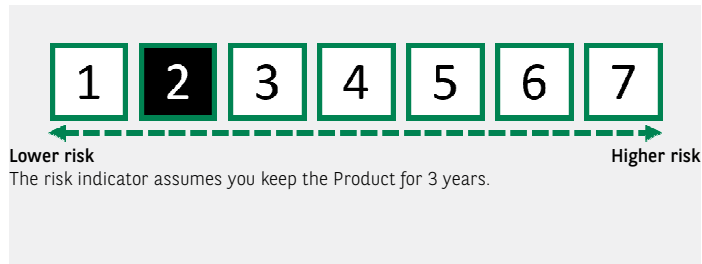 1 2 3 4 5 6 7
Lower risk Higher risk
The risk indicator assumes you keep the Product for 3 years.